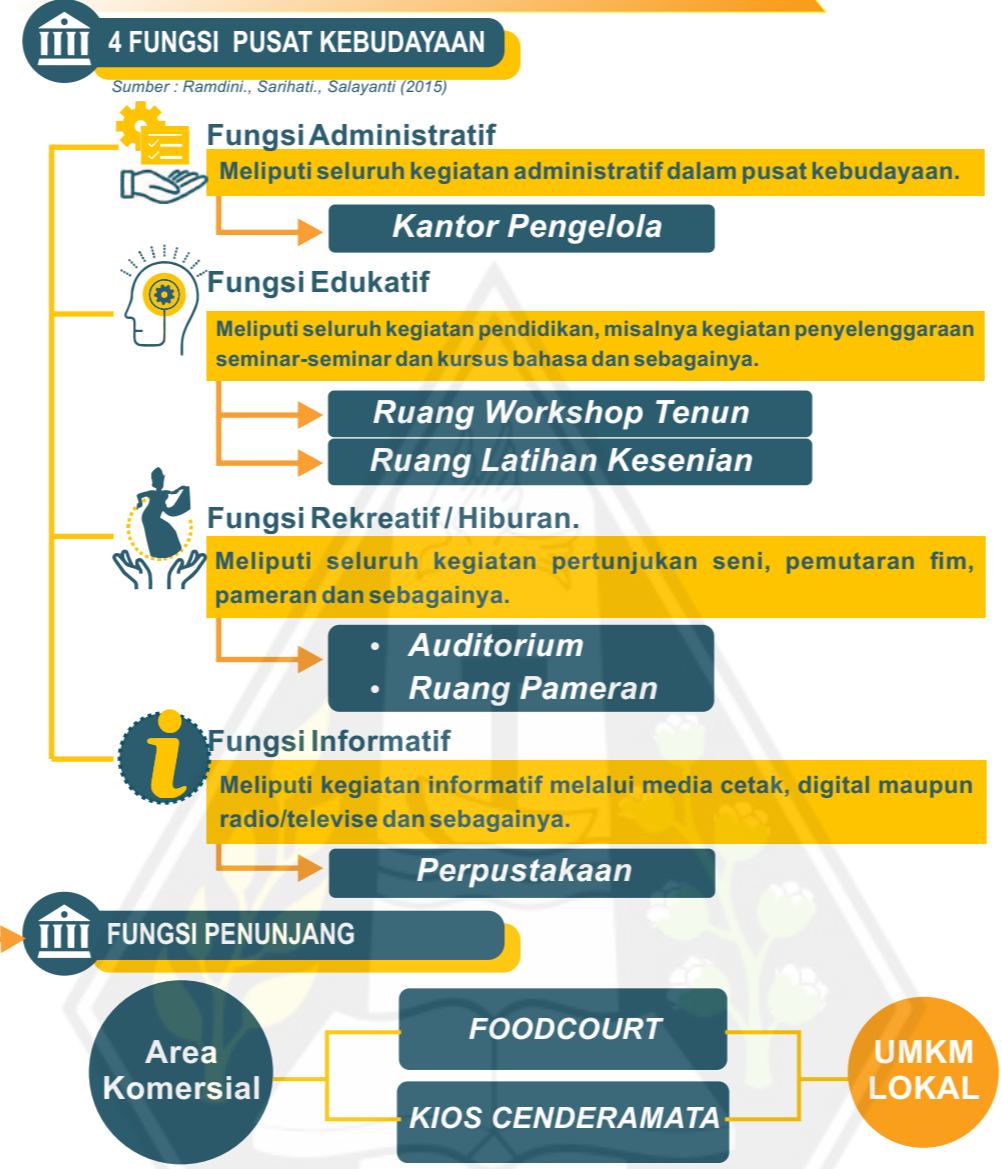 4 FUNGSI PUSAT KEBUDAYAAN
Sumber : Ramdini., Sarihati., Salayanti (2015)
Fungsi Administratif
Meliputi seluruh kegiatan administratif dalam pusat kebudayaan.
Kantor Pengelola
Fungsi Edukatif
Meliputi seluruh kegiatan pendidikan, misalnya kegiatan penyelenggaraan
seminar-seminar dan kursus bahasa dan sebagainya.
Ruang Workshop Tenun
Ruang Latihan Kesenian
Fungsi Rekreatif / Hiburan.
Meliputi seluruh kegiatan pertunjukan seni, pemutaran fim,
pameran dan sebagainya.
• Auditorium
• Ruang Pameran
Fungsi Informatif
Meliputi kegiatan informatif melalui media cetak, digital maupun
radio/televise dan sebagainya.
Perpustakaan
FUNGSI PENUNJANG
Area
Komersial
FOODCOURT
KIOS CENDERAMATA
UMKM
LOKAL